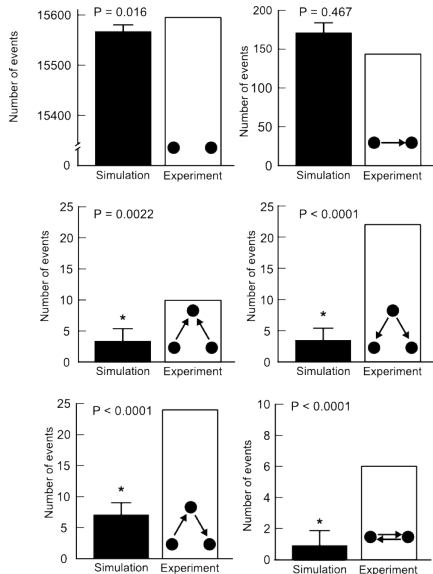 P = 0.016
Number of events
15600
15500
15400
0
Simulation Experiment
P = 0.467
Number of events
200
150
100
50
0
Simulation Experiment
P = 0.0022
Number of events
25
20
15
10
5
0
*
Simulation Experiment
P < 0.0001
Number of events
25
20
15
10
5
0
*
Simulation Experiment
P < 0.0001
Number of events
25
20
15
10
5
0
*
Simulation Experiment
P < 0.0001
Number of events
10
8
6
4
2
0
*
Simulation Experiment